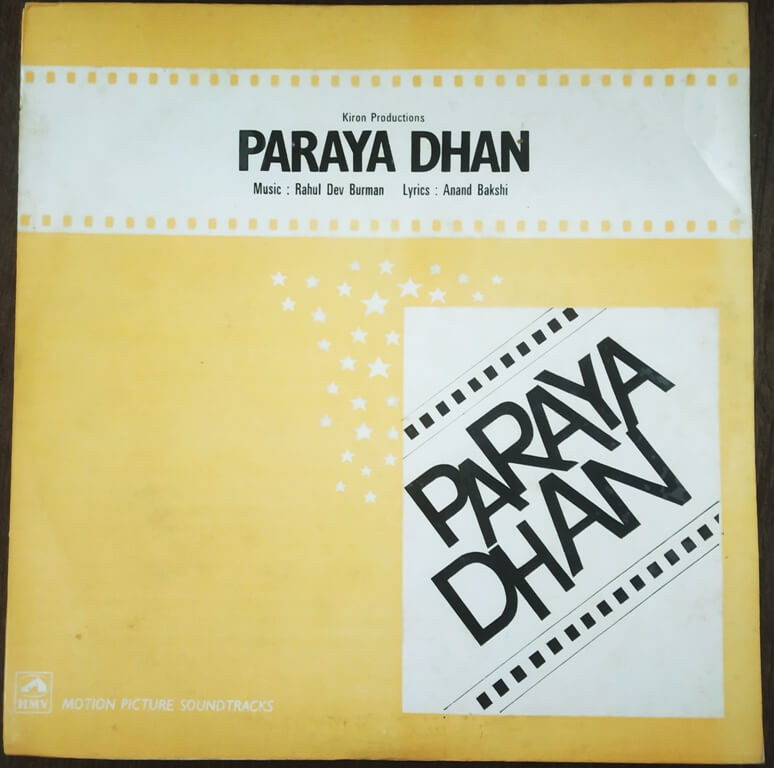 Kiron Productions
PARAYA DHAN
Music : Rahul Dev Burman Lyrics : Anand Bakshi
PARAYA
DHAN
HMV
MOTION PICTURE SOUNDTRACKS